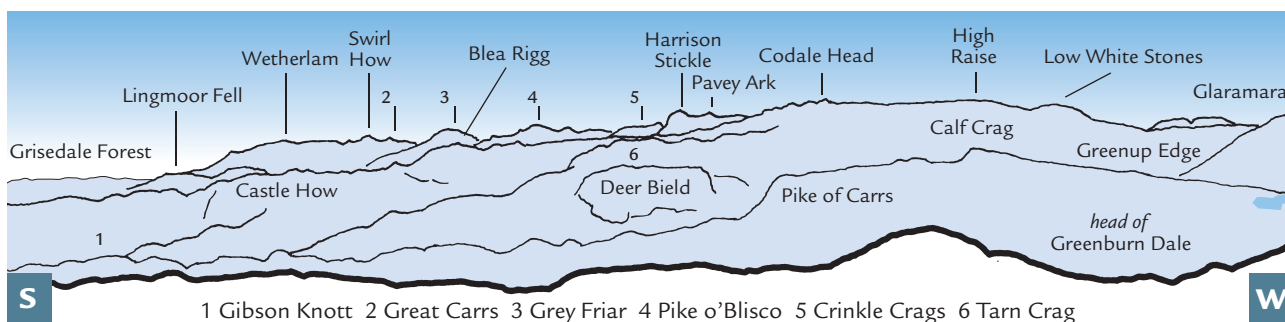 High
Raise
Swirl
How
Harrison
Stickle
Wetherlam
Blea Rigg
Codale Head
Low White Stones
Pavey Ark
Lingmoor Fell
2
3
4
5
Glaramara
Calf Crag
Grisedale Forest
6
Greenup Edge
Castle How
Deer Bield
Pike of Carrs
head of
Greenburn Dale
1
S
W
1 Gibson Knott 2 Great Carrs 3 Grey Friar 4 Pike o'Blisco 5 Crinkle Crags 6 Tarn Crag